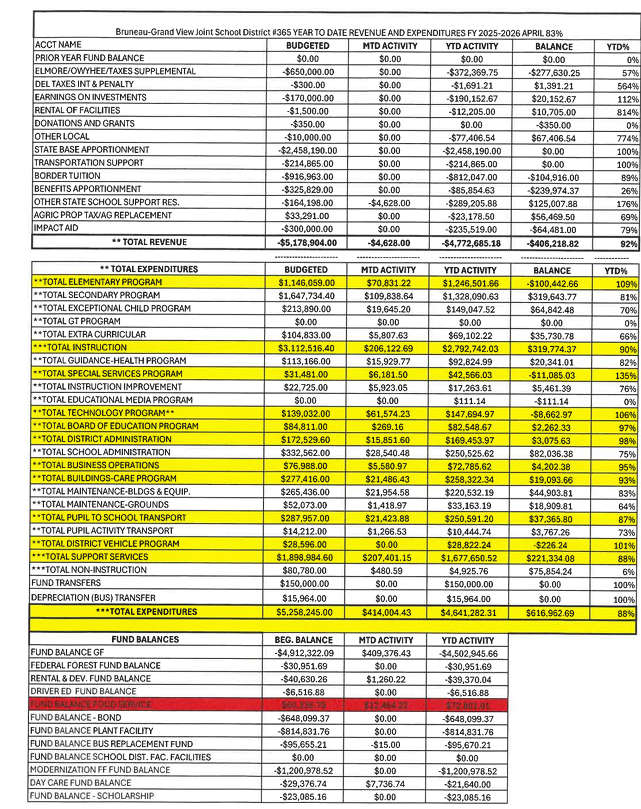 Bruneau-Grand View Joint School District #365 YEAR TO DATE REVENUE AND EXPENDITURES FY 2025-2026 APRIL 83%
ACCT NAME BUDGETED MTD ACTIVITY YTD ACTIVITY BALANCE YTD%
PRIOR YEAR FUND BALANCE $0.00 $0.00 $0.00 $0.00 0%
ELMORE/OWYHEE/TAXES SUPPLEMENTAL -$650,000.00 $0.00 -$372,369.75 -$277,630.25 57%
DEL TAXES INT & PENALTY -$300.00 $0.00 -$1,691.21 $1,391.21 564%
EARNINGS ON INVESTMENTS -$170,000.00 $0.00 -$190,152.67 $20,152.67 112%
RENTAL OF FACILITIES -$1,500.00 $0.00 -$12,205.00 $10,705.00 814%
DONATIONS AND GRANTS -$350.00 $0.00 $0.00 -$350.00 0%
OTHER LOCAL -$10,000.00 $0.00 -$77,406.54 $67,406.54 774%
STATE BASE APPORTIONMENT -$2,458,190.00 $0.00 -$2,458,190.00 $0.00 100%
TRANSPORTATION SUPPORT -$214,865.00 $0.00 -$214,865.00 $0.00 100%
BORDER TUITION -$916,963.00 $0.00 -$812,047.00 -$104,916.00 89%
BENEFITS APPORTIONMENT -$325,829.00 $0.00 -$85,854.63 -$239,974.37 26%
OTHER STATE SCHOOL SUPPORT RES. -$164,198.00 -$4,628.00 -$289,205.88 $125,007.88 176%
AGRIC PROP TAX/AG REPLACEMENT $33,291.00 $0.00 -$23,178.50 $56,469.50 69%
IMPACT AID -$300,000.00 $0.00 -$235,519.00 -$64,481.00 79%
** TOTAL REVENUE -$5,178,904.00 -$4,628.00 -$4,772,685.18 -$406,218.82 92%
** TOTAL EXPENDITURES BUDGETED MTD ACTIVITY YTD ACTIVITY BALANCE YTD%
**TOTAL ELEMENTARY PROGRAM $1,146,059.00 $70,831.22 $1,246,501.66 -$100,442.66 109%
**TOTAL SECONDARY PROGRAM $1,647,734.40 $109,838.64 $1,328,090.63 $319,643.77 81%
**TOTAL EXCEPTIONAL CHILD PROGRAM $213,890.00 $19,645.20 $149,047.52 $64,842.48 70%
**TOTAL GT PROGRAM $0.00 $0.00 $0.00 $0.00 0%
**TOTAL EXTRA CURRICULAR $104,833.00 $5,807.63 $69,102.22 $35,730.78 66%
***TOTAL INSTRUCTION $3,112,516.40 $206,122.69 $2,792,742.03 $319,774.37 90%
**TOTAL GUIDANCE-HEALTH PROGRAM $113,166.00 $15,929.77 $92,824.99 $20,341.01 82%
**TOTAL SPECIAL SERVICES PROGRAM $31,481.00 $6,181.50 $42,566.03 -$11,085.03 135%
**TOTAL INSTRUCTION IMPROVEMENT $22,725.00 $5,923.05 $17,263.61 $5,461.39 76%
**TOTAL EDUCATIONAL MEDIA PROGRAM $0.00 $0.00 $111.14 -$111.14 0%
**TOTAL TECHNOLOGY PROGRAM** $139,032.00 $61,574.23 $147,694.97 -$8,662.97 106%
**TOTAL BOARD OF EDUCATION PROGRAM $84,811.00 $269.16 $82,548.67 $2,262.33 97%
**TOTAL DISTRICT ADMINISTRATION $172,529.60 $15,851.60 $169,453.97 $3,075.63 98%
**TOTAL SCHOOL ADMINISTRATION $332,562.00 $28,540.48 $250,525.62 $82,036.38 75%
**TOTAL BUSINESS OPERATIONS $76,988.00 $5,580.97 $72,785.62 $4,202.38 95%
**TOTAL BUILDINGS-CARE PROGRAM $277,416.00 $21,486.43 $258,322.34 $19,093.66 93%
**TOTAL MAINTENANCE-BLDGS & EQUIP. $265,436.00 $21,954.58 $220,532.19 $44,903.81 83%
**TOTAL MAINTENANCE-GROUNDS $52,073.00 $1,418.97 $33,163.19 $18,909.81 64%
**TOTAL PUPIL TO SCHOOL TRANSPORT $287,957.00 $21,423.88 $250,591.20 $37,365.80 87%
**TOTAL PUPIL ACTIVITY TRANSPORT $14,212.00 $1,266.53 $10,444.74 $3,767.26 73%
**TOTAL DISTRICT VEHICLE PROGRAM $28,596.00 $0.00 $28,822.24 -$226.24 101%
***TOTAL SUPPORT SERVICES $1,898,984.60 $207,401.15 $1,677,650.52 $221,334.08 88%
***TOTAL NON-INSTRUCTION $80,780.00 $480.59 $4,925.76 $75,854.24 6%
FUND TRANSFERS $150,000.00 $0.00 $150,000.00 $0.00 100%
DEPRECIATION (BUS) TRANSFER $15,964.00 $0.00 $15,964.00 $0.00 100%
***TOTAL EXPENDITURES $5,258,245.00 $414,004.43 $4,641,282.31 $616,962.69 88%
FUND BALANCES BEG. BALANCE MTD ACTIVITY YTD ACTIVITY
FUND BALANCE GF -$4,912,322.09 $409,376.43 -$4,502,945.66
FEDERAL FOREST FUND BALANCE -$30,951.69 $0.00 -$30,951.69
RENTAL & DEV. FUND BALANCE -$40,630.26 $1,260.22 -$39,370.04
DRIVER ED FUND BALANCE -$6,516.88 $0.00 -$6,516.88
FUND BALANCE FOOD SERVICE
FUND BALANCE - BOND -$648,099.37 $0.00 -$648,099.37
FUND BALANCE PLANT FACILITY -$814,831.76 $0.00 -$814,831.76
FUND BALANCE BUS REPLACEMENT FUND -$95,655.21 -$15.00 -$95,670.21
FUND BALANCE SCHOOL DIST. FAC. FACILITIES $0.00 $0.00 $0.00
MODERNIZATION FF FUND BALANCE -$1,200,978.52 $0.00 -$1,200,978.52
DAY CARE FUND BALANCE -$29,376.74 $7,736.74 -$21,640.00
FUND BALANCE - SCHOLARSHIP -$23,085.16 $0.00 -$23,085.16